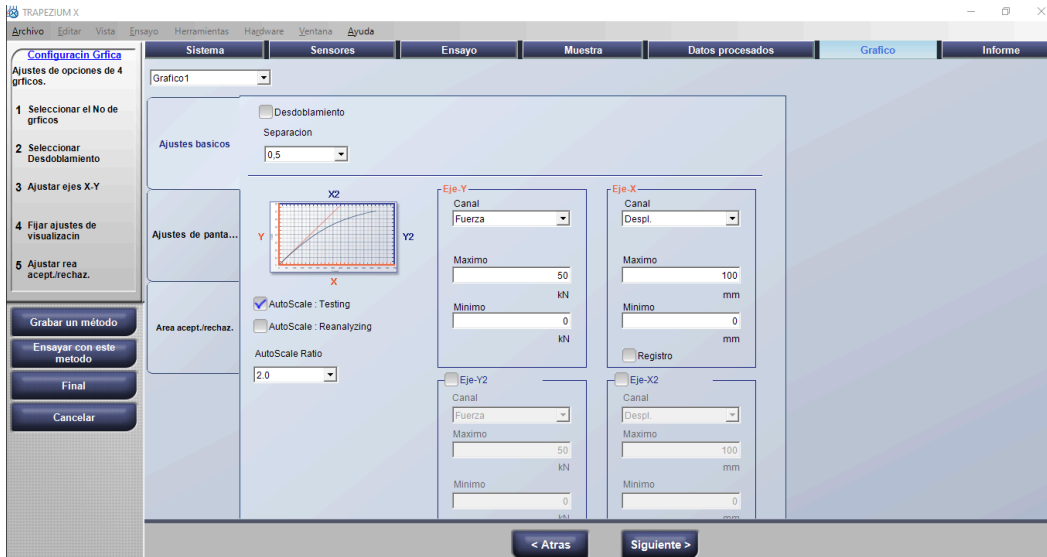 TRAPEZIUM X
Archivo Editar Vista Ensayo Herramientas Hardware Ventana Ayuda
Configuracin Grfica
Ajustes de opciones de 4
grficos.
1 Seleccionar el No de
grficos
2 Seleccionar
Desdoblamiento
3 Ajustar ejes X-Y
4 Fijar ajustes de
visualizacin
5 Ajustar rea
acept./rechaz.
Grabar un método
Ensayar con este
metodo
Final
Cancelar
Sistema Sensores Ensayo Muestra Datos procesados Grafico Informe
Grafico1
Ajustes basicos
Ajustes de panta...
Area acept./rechaz.
Desdoblamiento
Separacion
0,5
X2
Y
Y2
X
AutoScale : Testing
AutoScale : Reanalyzing
AutoScale Ratio
2.0
Eje-Y
Canal
Fuerza
Maximo
50
kN
Minimo
0
kN
Eje-X
Canal
Despl.
Maximo
100
mm
Minimo
0
mm
Registro
Eje-Y2
Canal
Fuerza
Maximo
50
kN
Minimo
0
kN
Eje-X2
Canal
Despl.
Maximo
100
mm
Minimo
0
mm
< Atras
Siguiente >